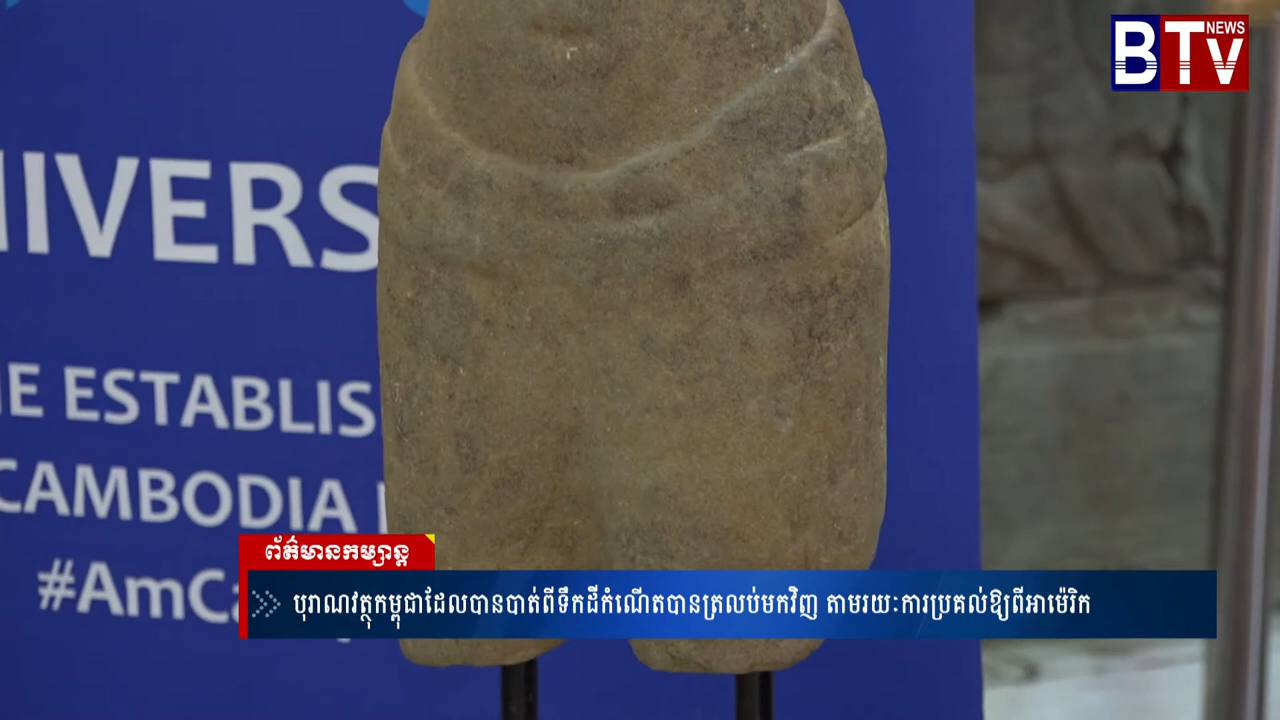 BTV NEWS
NIVERS
E ESTABLIS
CAMBODIA
#AmCa
ព័ត៌មានកម្សាន្ត
បុរាណវត្ថុកម្ពុជាដែលបានបាត់ពីទឹកដីកំណើតបានត្រលប់មកវិញ តាមរយៈការប្រគល់ឱ្យពីអាម៉េរិក